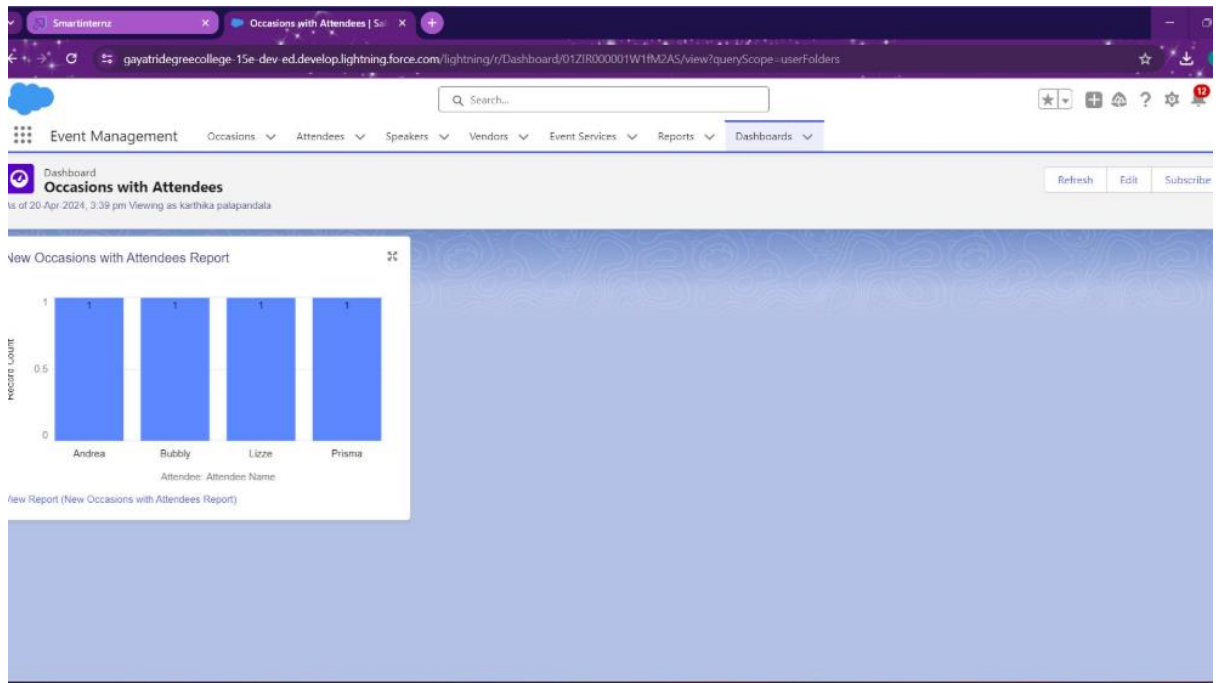 Smartinternz
Occasions with Attendees | Sal
gayatridegreecollege-15e-dev-ed.develop.lightning.force.com/lightning/r/Dashboard/01ZIR000001W1fM2AS/view?queryScope=userFolders
Search...
12
Event Management Occasions Attendees Speakers Vendors Event Services Reports Dashboards
Dashboard
Occasions with Attendees
As of 20-Apr-2024, 3:39 pm Viewing as karthika palapandala
Refresh Edit Subscribe
New Occasions with Attendees Report
1 1 1 1 1
Record Count
0.5
0
Andrea Bubbly Lizze Prisma
Attendee: Attendee Name
View Report (New Occasions with Attendees Report)